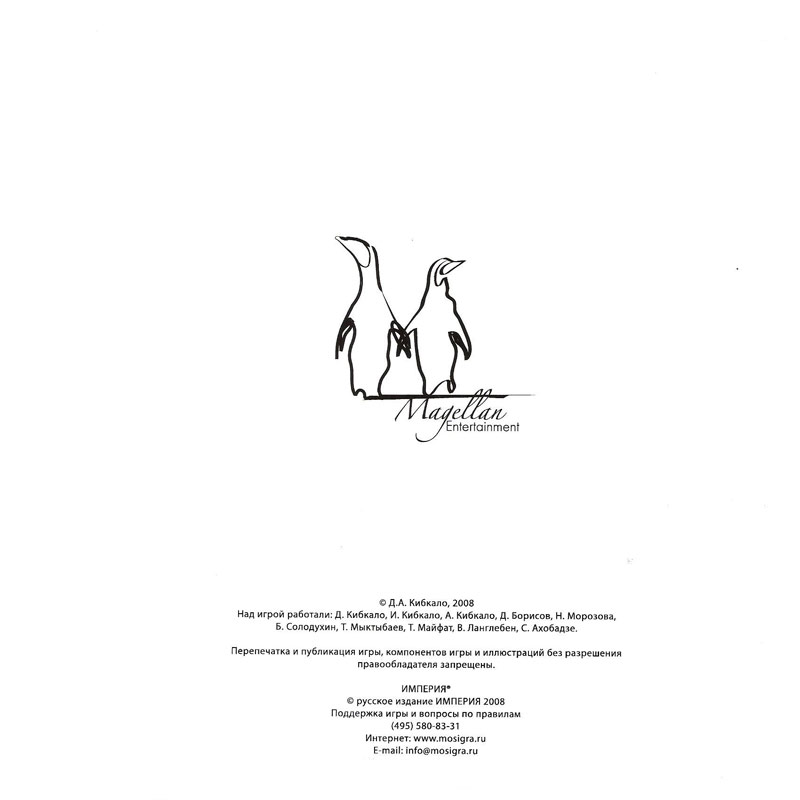 Magellan
Entertainment
© Д.А. Кибкало, 2008
Над игрой работали: Д. Кибкало, И. Кибкало, А. Кибкало, Д. Борисов, Н. Морозова,
Б. Солодухин, Т. Мыктыбаев, Т. Майфат, В. Ланглебен, С. Ахобадзе.
Перепечатка и публикация игры, компонентов игры и иллюстраций без разрешения
правообладателя запрещены.
ИМПЕРИЯ®
© русское издание ИМПЕРИЯ 2008
Поддержка игры и вопросы по правилам
(495) 580-83-31
Интернет: www.mosigra.ru
E-mail: info@mosigra.ru